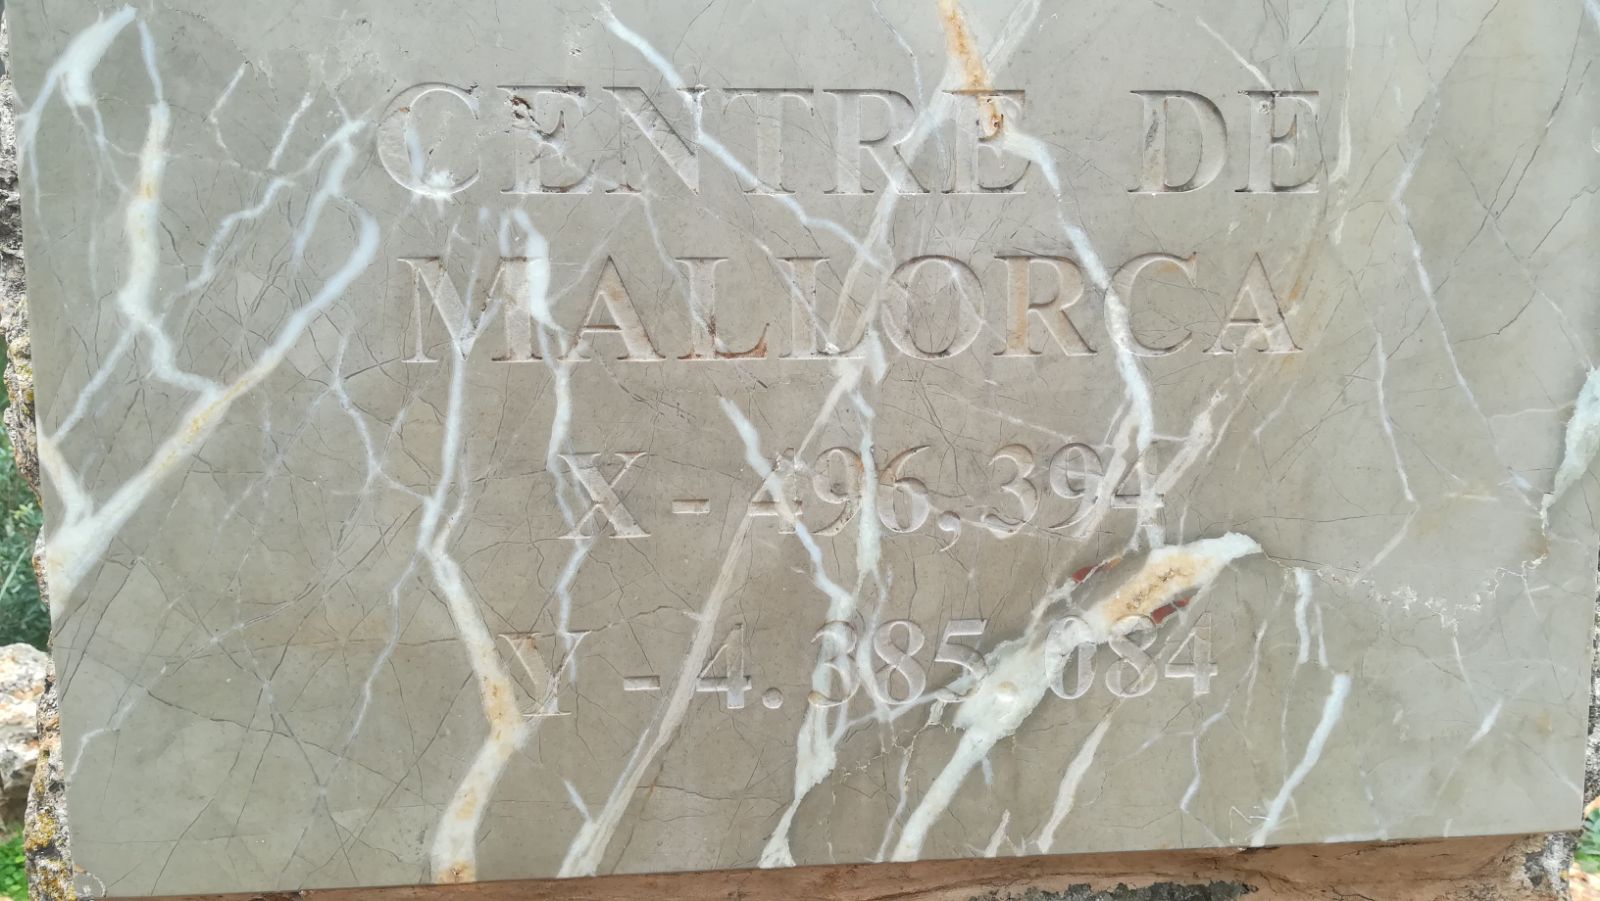 CENTRE DE
MALLORCA
X - 496,394
Y - 4.385,084